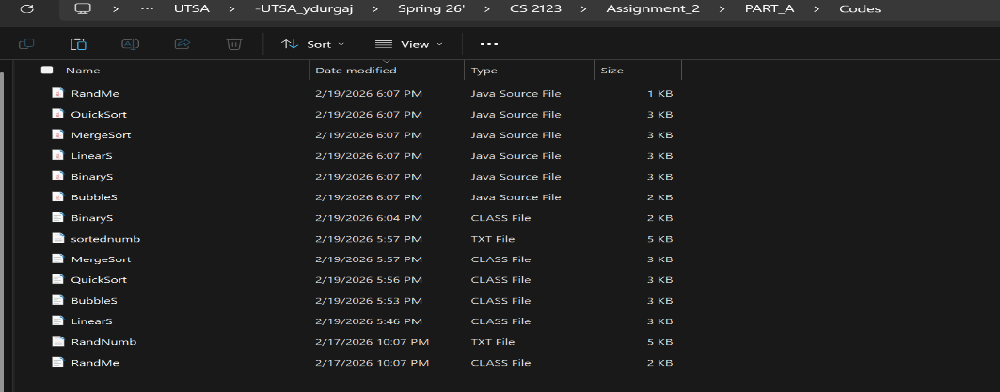 UTSA > -UTSA_ydurgaj > Spring 26' > CS 2123 > Assignment_2 > PART_A > Codes
Sort View
Name Date modified Type Size
RandMe 2/19/2026 6:07 PM Java Source File 1 KB
QuickSort 2/19/2026 6:07 PM Java Source File 3 KB
MergeSort 2/19/2026 6:07 PM Java Source File 3 KB
LinearS 2/19/2026 6:07 PM Java Source File 3 KB
BinaryS 2/19/2026 6:07 PM Java Source File 3 KB
BubbleS 2/19/2026 6:07 PM Java Source File 2 KB
BinaryS 2/19/2026 6:04 PM CLASS File 2 KB
sortednumb 2/19/2026 5:57 PM TXT File 5 KB
MergeSort 2/19/2026 5:57 PM CLASS File 3 KB
QuickSort 2/19/2026 5:56 PM CLASS File 3 KB
BubbleS 2/19/2026 5:53 PM CLASS File 3 KB
LinearS 2/19/2026 5:46 PM CLASS File 3 KB
RandNumb 2/17/2026 10:07 PM TXT File 5 KB
RandMe 2/17/2026 10:07 PM CLASS File 2 KB